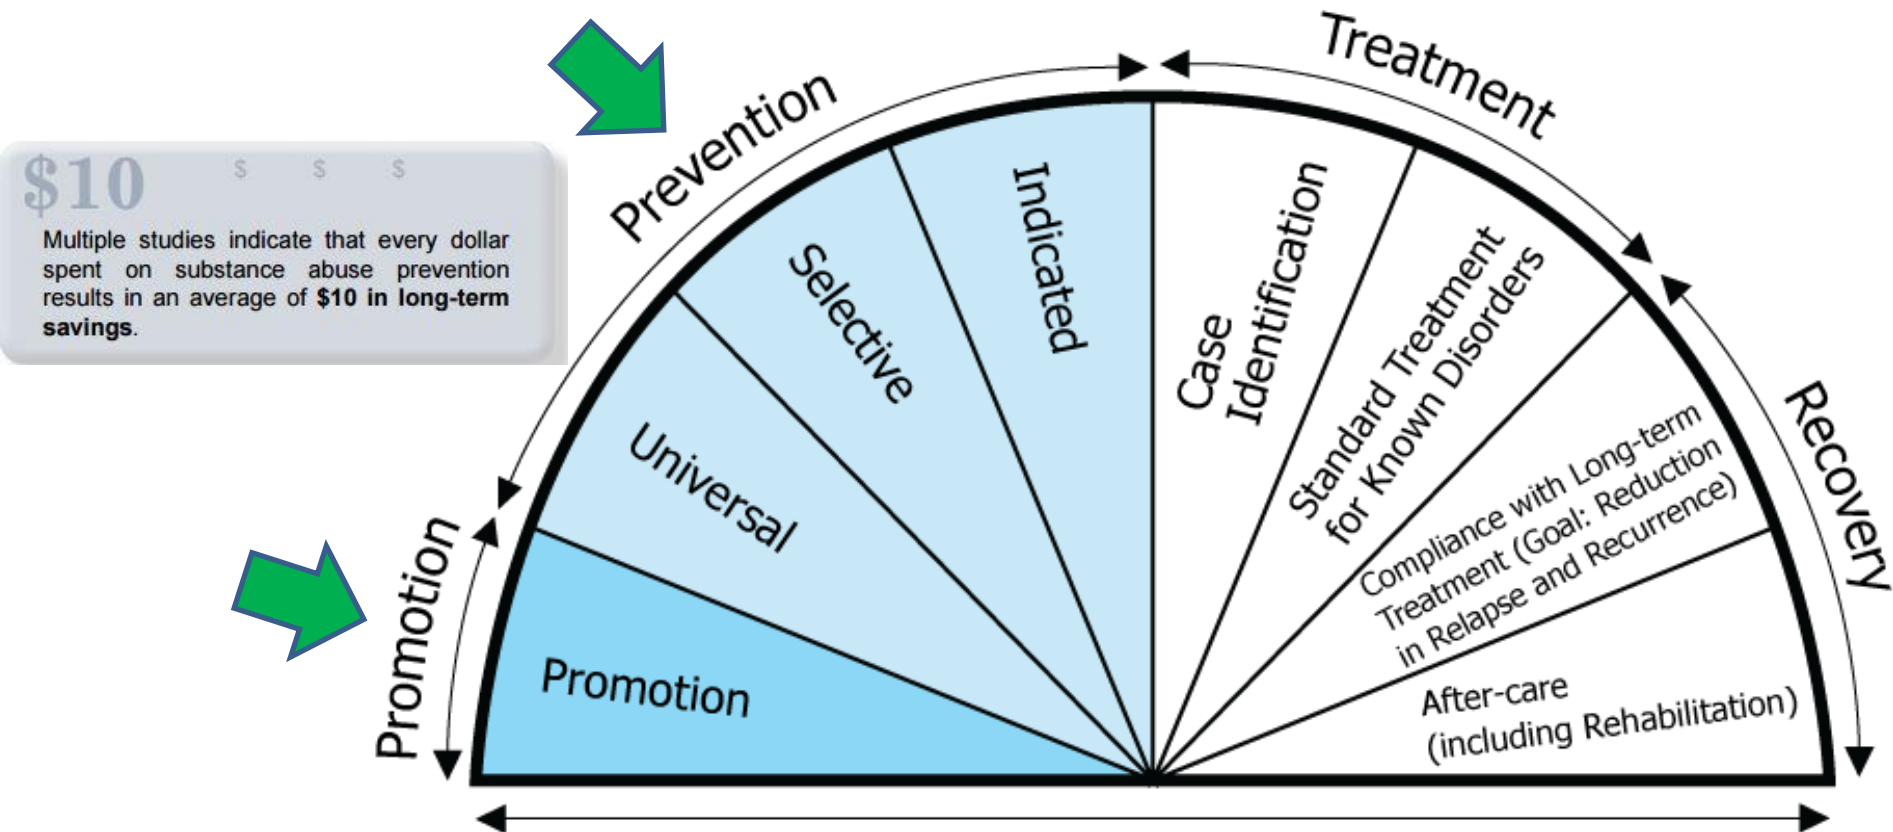 $10 $ $ $
Multiple studies indicate that every dollar
spent on substance abuse prevention
results in an average of $10 in long-term
savings.
Promotion
Prevention
Treatment
Recovery
Promotion
Universal
Selective
Indicated
Case
Identification
Standard Treatment
for Known Disorders
Compliance with Long-term
Treatment (Goal: Reduction
in Relapse and Recurrence)
After-care
(including Rehabilitation)